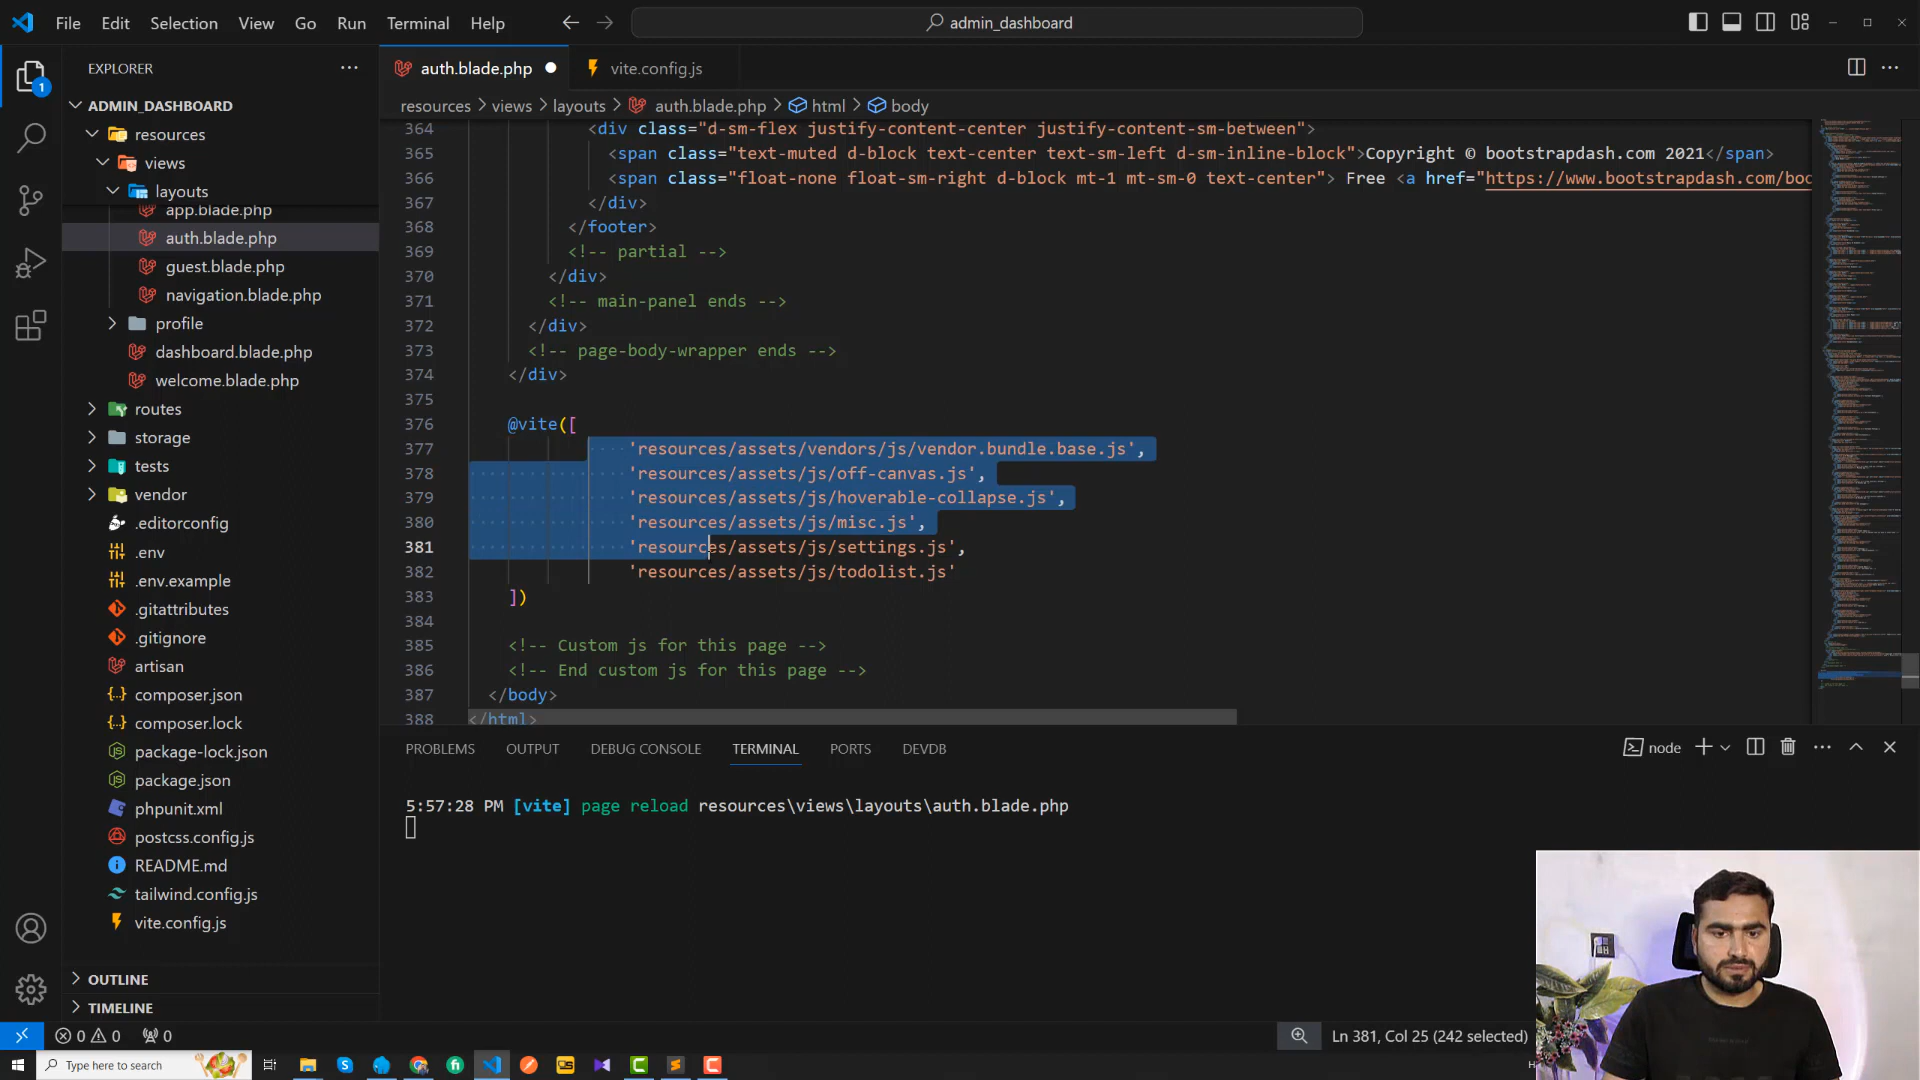 File Edit Selection View Go Run Terminal Help
admin_dashboard
EXPLORER
auth.blade.php
vite.config.js
ADMIN_DASHBOARD
resources > views > layouts > auth.blade.php > html > body
resources
views
layouts
app.blade.php
auth.blade.php
guest.blade.php
navigation.blade.php
profile
dashboard.blade.php
welcome.blade.php
routes
storage
tests
vendor
.editorconfig
.env
.env.example
.gitattributes
.gitignore
artisan
composer.json
composer.lock
package-lock.json
package.json
phpunit.xml
postcss.config.js
README.md
tailwind.config.js
vite.config.js
OUTLINE
TIMELINE
364 <div class="d-sm-flex justify-content-center justify-content-sm-between">
365 <span class="text-muted d-block text-center text-sm-left d-sm-inline-block">Copyright © bootstrapdash.com 2021</span>
366 <span class="float-none float-sm-right d-block mt-1 mt-sm-0 text-center"> Free <a href="https://www.bootstrapdash.com/boo
367 </div>
368 </footer>
369 <!-- partial -->
370 </div>
371 <!-- main-panel ends -->
372 </div>
373 <!-- page-body-wrapper ends -->
374 </div>
375
376 @vite([
377 'resources/assets/vendors/js/vendor.bundle.base.js',
378 'resources/assets/js/off-canvas.js',
379 'resources/assets/js/hoverable-collapse.js',
380 'resources/assets/js/misc.js',
381 'resources/assets/js/settings.js',
382 'resources/assets/js/todolist.js'
383 ])
384
385 <!-- Custom js for this page -->
386 <!-- End custom js for this page -->
387 </body>
388 </html>
PROBLEMS OUTPUT DEBUG CONSOLE TERMINAL PORTS DEVDB
node
5:57:28 PM [vite] page reload resources\views\layouts\auth.blade.php
1
0 0 0
Ln 381, Col 25 (242 selected)
Type here to search